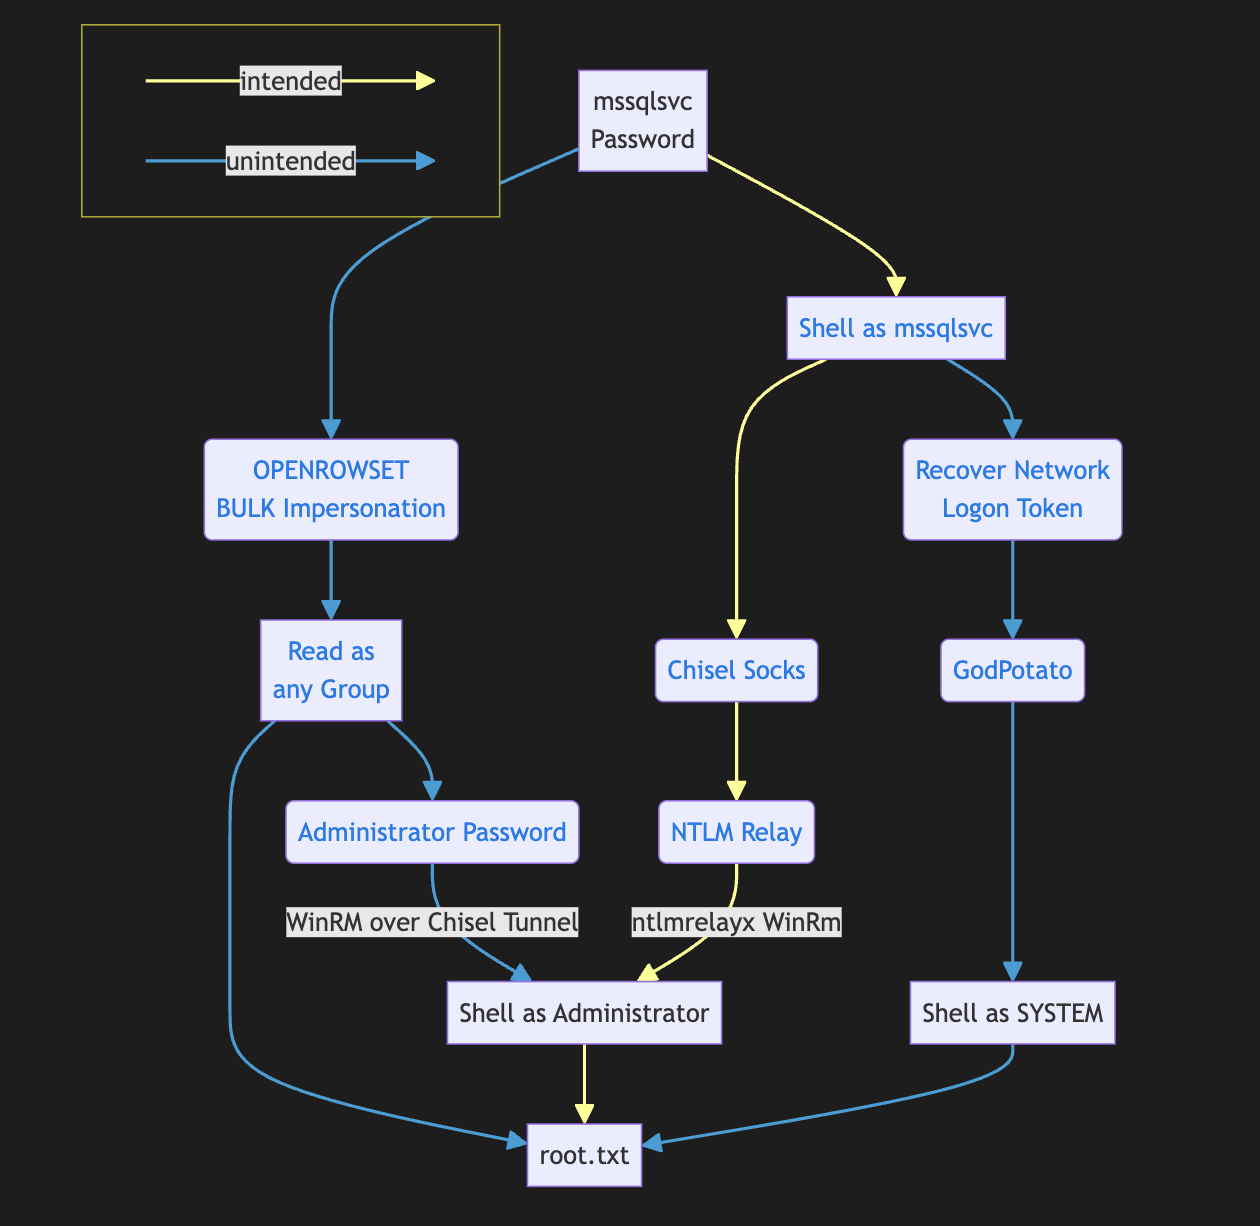 intended
unintended
mssqlsvc
Password
Shell as mssqlsvc
OPENROWSET
BULK Impersonation
Recover Network
Logon Token
Read as
any Group
Chisel Socks
GodPotato
Administrator Password
NTLM Relay
WinRM over Chisel Tunnel
ntlmrelayx WinRm
Shell as Administrator
Shell as SYSTEM
root.txt